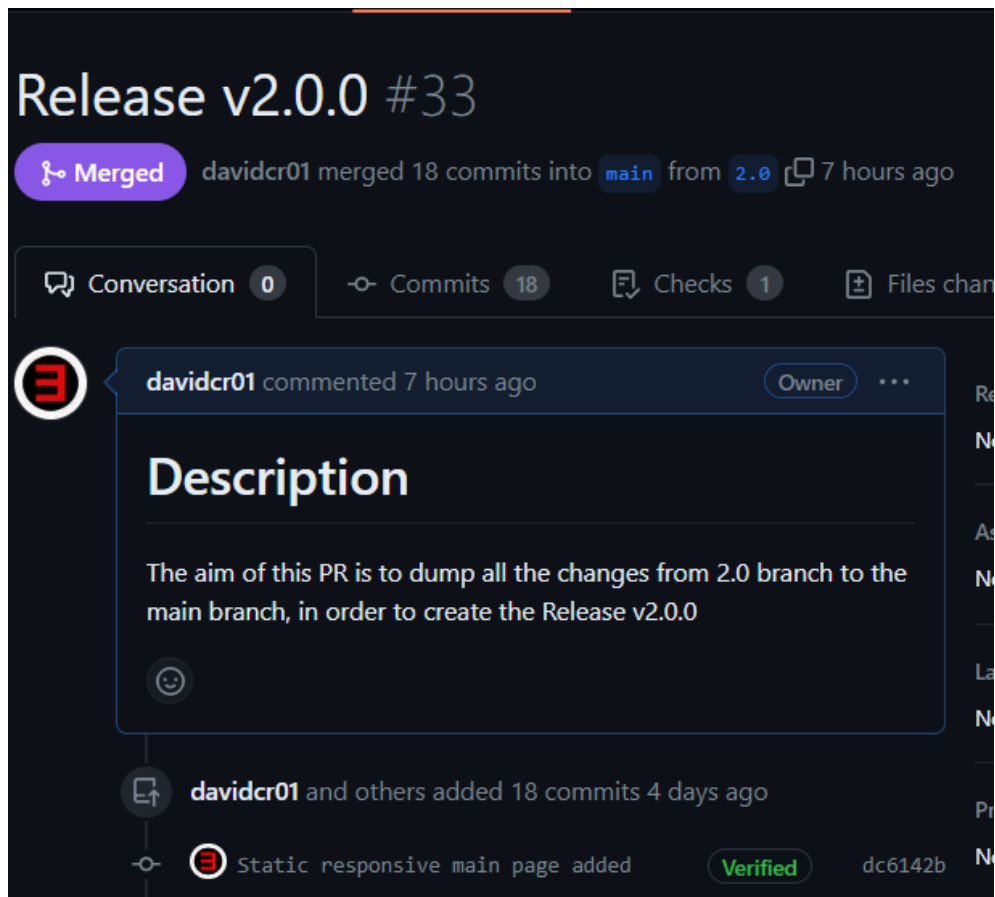 Release v2.0.0 #33
Merged davidcr01 merged 18 commits into main from 2.0 7 hours ago
Conversation 0 Commits 18 Checks 1 Files
davidcr01 commented 7 hours ago Owner
Description
The aim of this PR is to dump all the changes from 2.0 branch to the
main branch, in order to create the Release v2.0.0
davidcr01 and others added 18 commits 4 days ago
Static responsive main page added Verified dc6142b